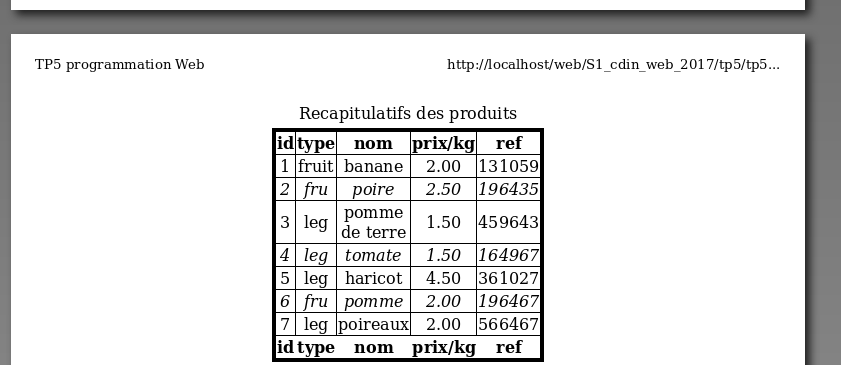 TP5 programmation Web http://localhost/web/S1_cdin_web_2017/tp5/tp5...
Recapitulatifs des produits
id type nom prix/kg ref
1 fruit banane 2.00 131059
2 fru poire 2.50 196435
3 leg pomme de terre 1.50 459643
4 leg tomate 1.50 164967
5 leg haricot 4.50 361027
6 fru pomme 2.00 196467
7 leg poireaux 2.00 566467
id type nom prix/kg ref